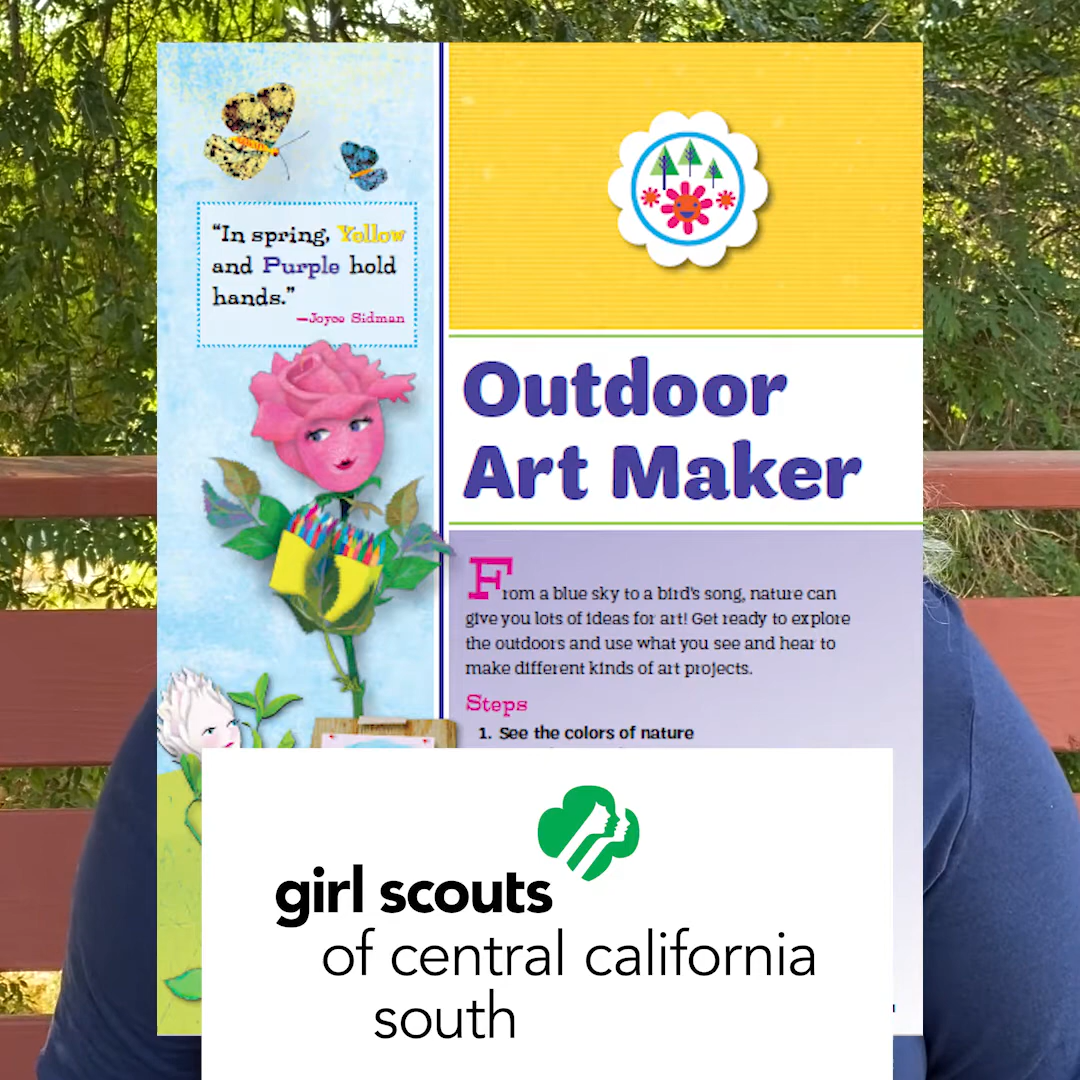 “In spring, Yellow
and Purple hold
hands.”
—Joyce Sidman
Outdoor
Art Maker
From a blue sky to a bird's song, nature can
give you lots of ideas for art! Get ready to explore
the outdoors and use what you see and hear to
make different kinds of art projects.
Steps
1. See the colors of nature
girl scouts
of central california
south